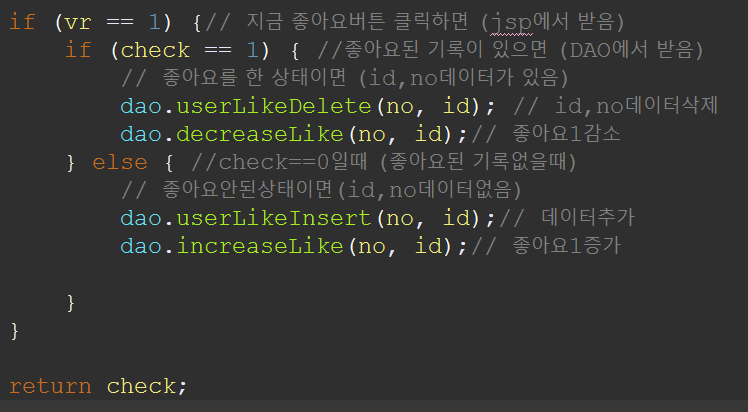 if (vr == 1) {// 지금 좋아요버튼 클릭하면 (jsp에서 받음)
if (check == 1) { //좋아요된 기록이 있으면 (DAO에서 받음)
// 좋아요를 한 상태이면 (id,no데이터가 있음)
dao.userLikeDelete(no, id); // id,no데이터삭제
dao.decreaseLike(no, id);// 좋아요1감소
} else { //check==0일때 (좋아요된 기록없을때)
// 좋아요안된상태이면(id,no데이터없음)
dao.userLikeInsert(no, id);// 데이터추가
dao.increaseLike(no, id);// 좋아요1증가
}
}
return check;